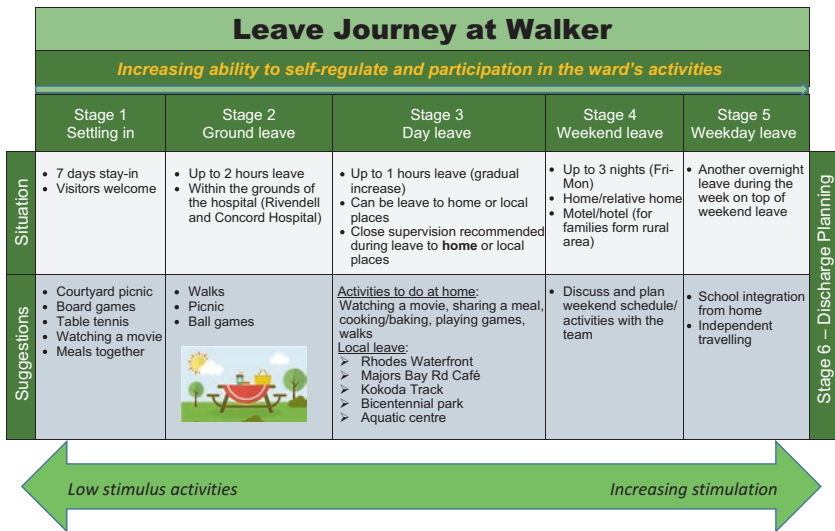 Leave Journey at Walker
Increasing ability to self-regulate and participation in the ward's activities
Stage 1
Settling in
Stage 2
Ground leave
Stage 3
Day leave
Stage 4
Weekend leave
Stage 5
Weekday leave
Situation
• 7 days stay-in
• Visitors welcome
• Up to 2 hours leave
• Within the grounds of
the hospital (Rivendell
and Concord Hospital)
• Up to 1 hours leave (gradual
increase)
• Can be leave to home or local
places
• Close supervision recommended
during leave to home or local
places
• Up to 3 nights (Fri-
Mon)
• Home/relative home
• Motel/hotel (for
families form rural
area)
• Another overnight
leave during the
week on top of
weekend leave
Suggestions
• Courtyard picnic
• Board games
• Table tennis
• Watching a movie
• Meals together
• Walks
• Picnic
• Ball games
Activities to do at home:
Watching a movie, sharing a meal,
cooking/baking, playing games,
walks
Local leave:
➢ Rhodes Waterfront
➢ Majors Bay Rd Café
➢ Kokoda Track
➢ Bicentennial park
➢ Aquatic centre
• Discuss and plan
weekend schedule/
activities with the
team
• School integration
from home
• Independent
travelling
Stage 6 – Discharge Planning
Low stimulus activities
Increasing stimulation